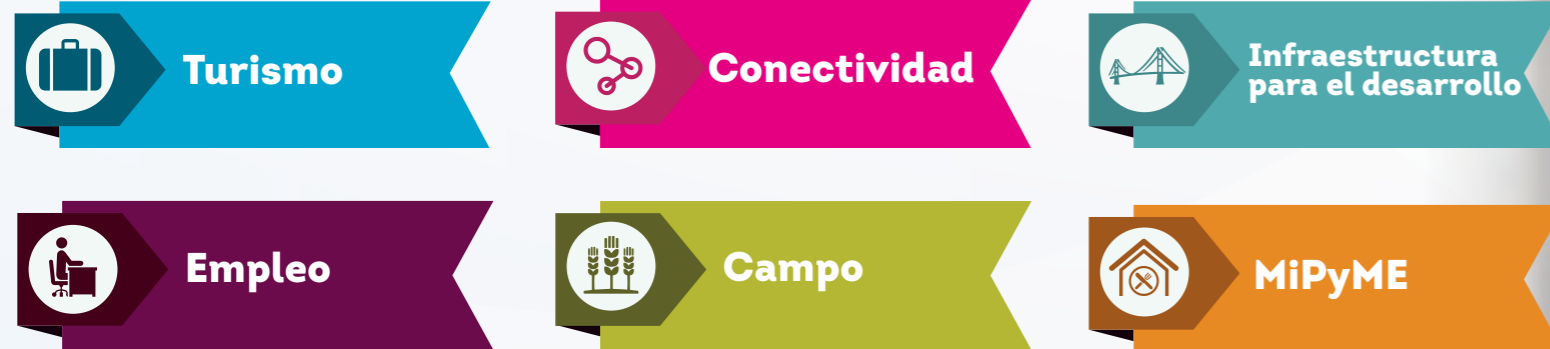 Turismo
Conectividad
Infraestructura
para el desarrollo
Empleo
Campo
MiPyME